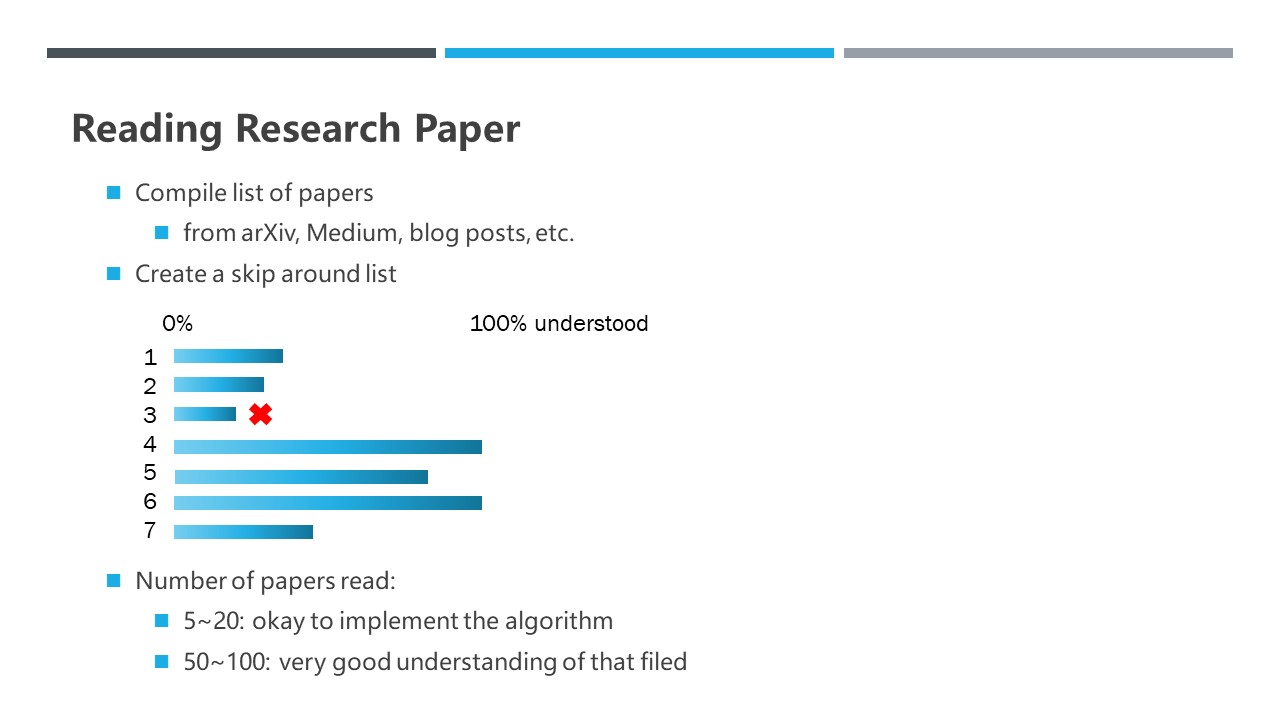 Reading Research Paper
Compile list of papers
from arXiv, Medium, blog posts, etc.
Create a skip around list
0% 100% understood
1
2
3
4
5
6
7
Number of papers read:
5~20: okay to implement the algorithm
50~100: very good understanding of that filed